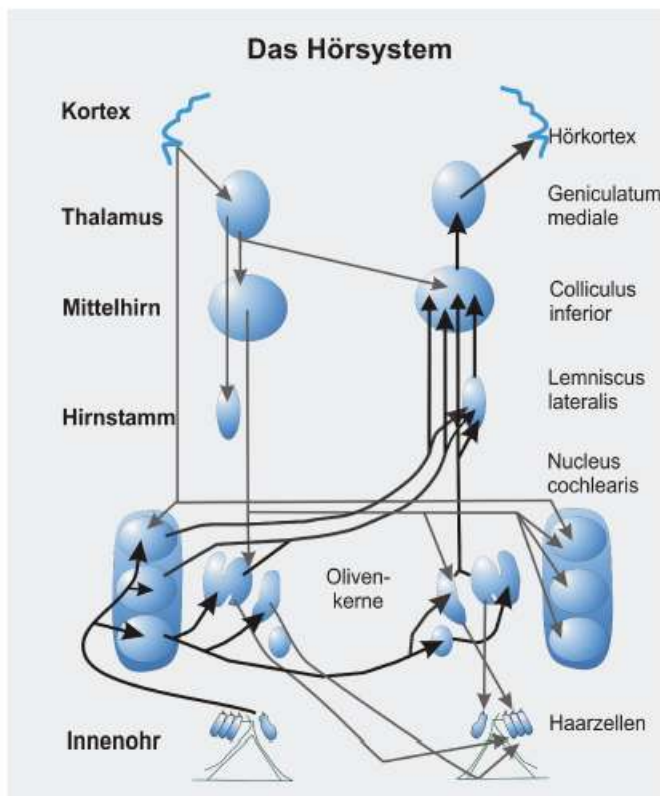 Das Hörsystem
Kortex
Hörkortex
Thalamus
Geniculatum
mediale
Mittelhirn
Colliculus
inferior
Hirnstamm
Lemniscus
lateralis
Nucleus
cochlearis
Oliven-
kerne
Innenohr
Haarzellen